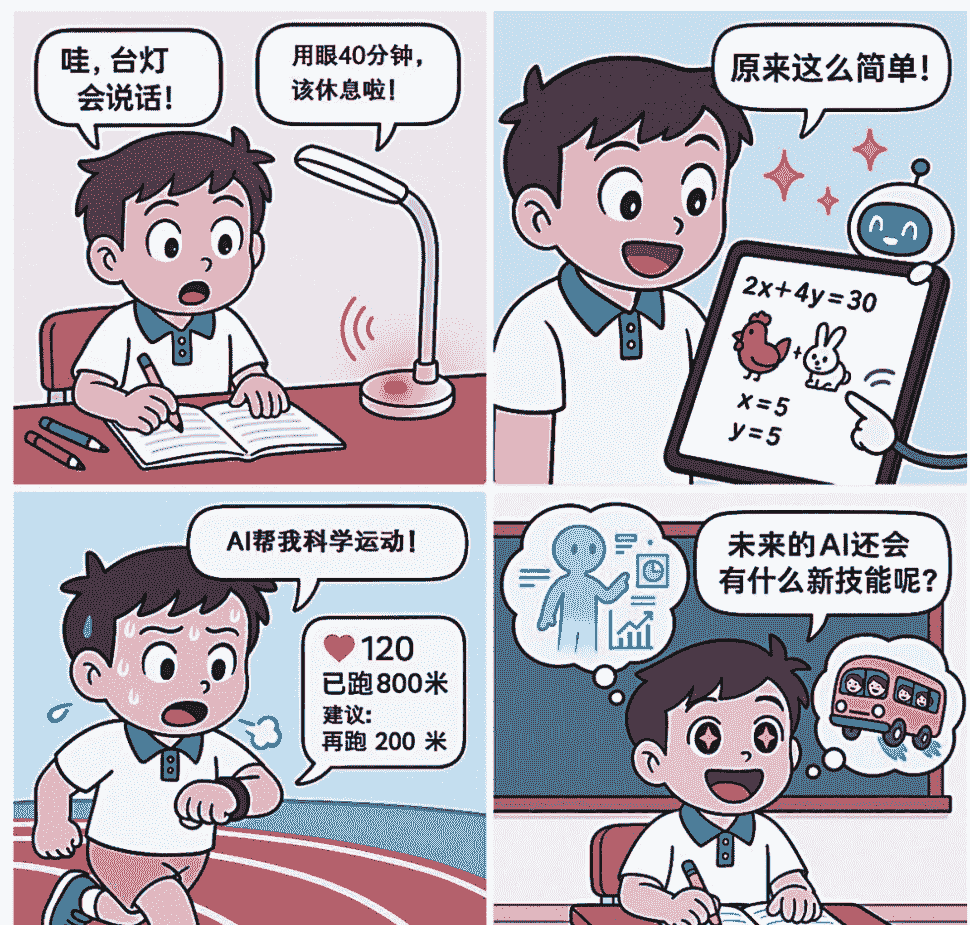 哇,台灯
会说话!
用眼40分钟,
该休息啦!
原来这么简单!
2x+4y=30
+
x=5
y=5
AI帮我科学运动!
120
已跑800米
建议:
再跑 200 米
未来的AI还会
有什么新技能呢?